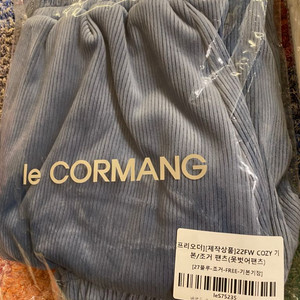 le CORMANG
프리오더][제작상품]22FW COZY 기
본/조거 팬츠(못벗어팬츠)
[27블루-조거-FREE-기본기장]
le575235